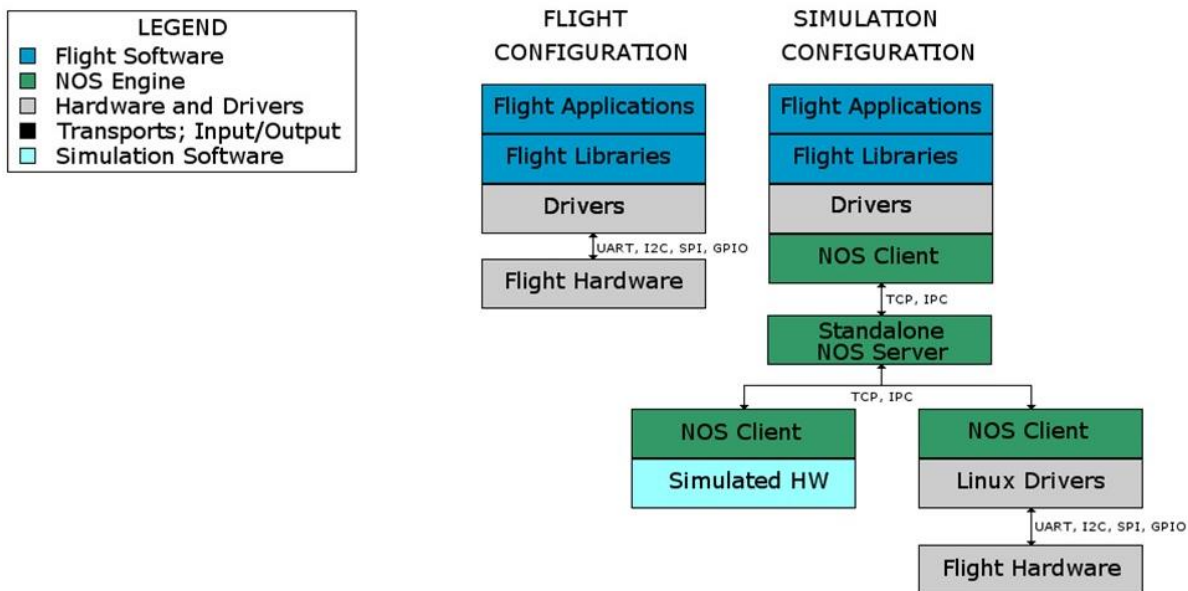 LEGEND
Flight Software
NOS Engine
Hardware and Drivers
Transports; Input/Output
Simulation Software
FLIGHT
CONFIGURATION
Flight Applications
Flight Libraries
Drivers
UART, I2C, SPI, GPIO
Flight Hardware
SIMULATION
CONFIGURATION
Flight Applications
Flight Libraries
Drivers
NOS Client
TCP, IPC
Standalone
NOS Server
TCP, IPC
NOS Client
Simulated HW
NOS Client
Linux Drivers
UART, I2C, SPI, GPIO
Flight Hardware